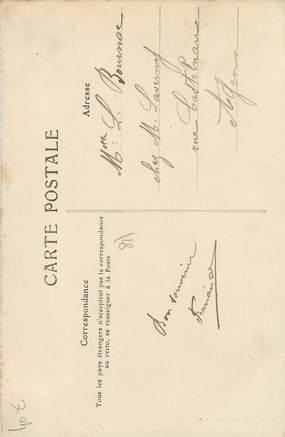 CARTE POSTALE
Correspondance
Tous les pays étrangers n'acceptent pas la correspondance
au recto, se renseigner à la Poste
Bon souvenir
Fernande
Adresse
Mme L. Bournac
chez M.
rue Castelnau
Agen